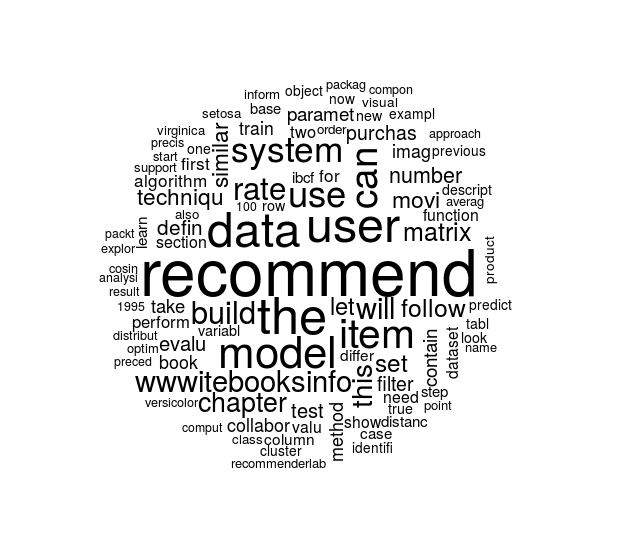 packag
inform object compon
now visual
setosa base paramet new exampl
virginica train two order purchas approach
precis one similar system can imag previous
start
support first ibcf for number
algorithm rate use movi descript
techniqu 100 row averag
also function
packt learn defin data user matrix
explor section product
cosin recommend
analysi
result
1995 take build the let will follow predict
perform variabl item tabl
distribut evalu look
optim model differ contain dataset name
preced book set
wwwitebooksinfo this filter step
versicolor chapter need point
test true
comput collabor valu method show distanc
class column case
cluster identifi
recommenderlab